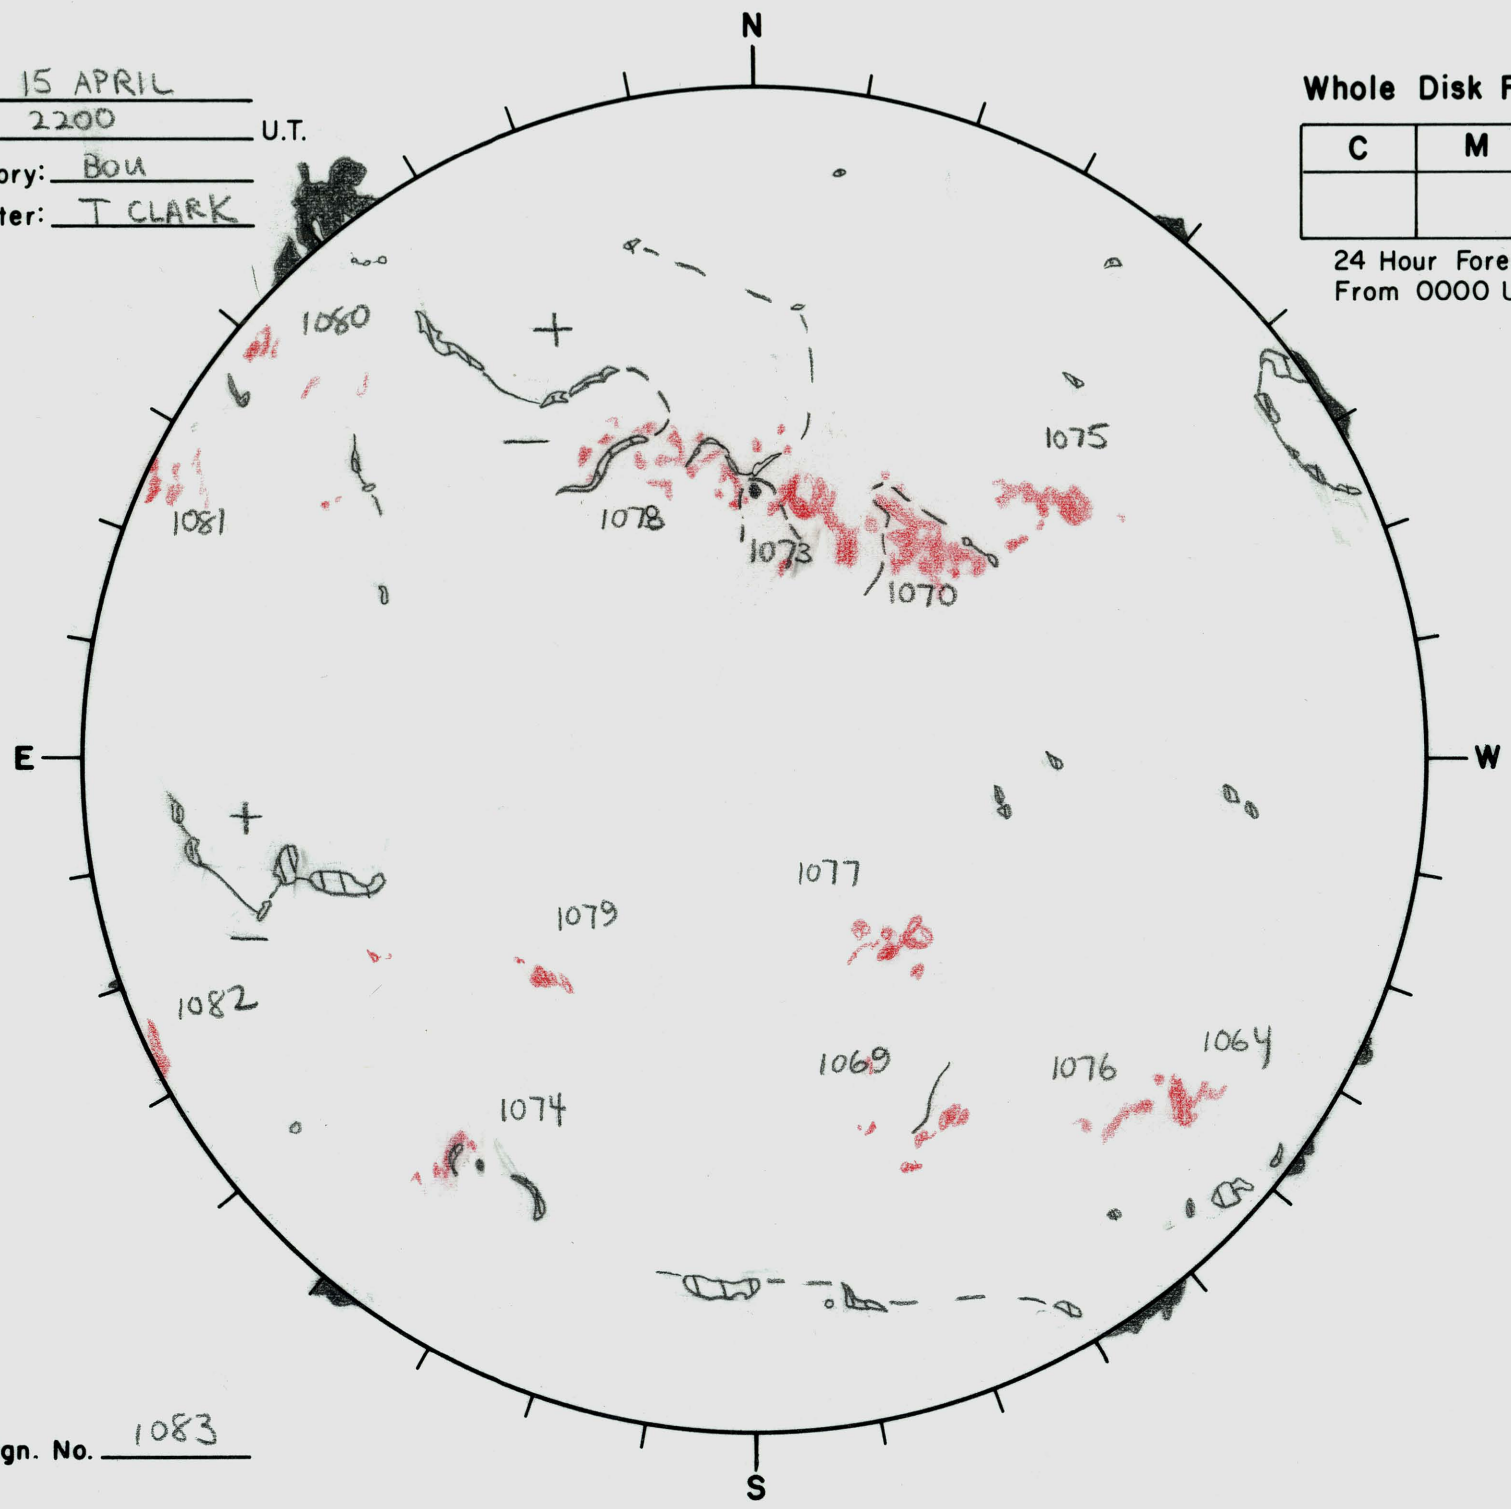 N
15 APRIL
2200 U.T.
ory: BOU
ter: T CLARK
Whole Disk F
C M
24 Hour Fore
From 0000 U
1080
+
−
1075
1081
1078
1073
1070
E
W
+
−
1077
1079
1082
1069
1076
1064
1074
gn. No. 1083
S